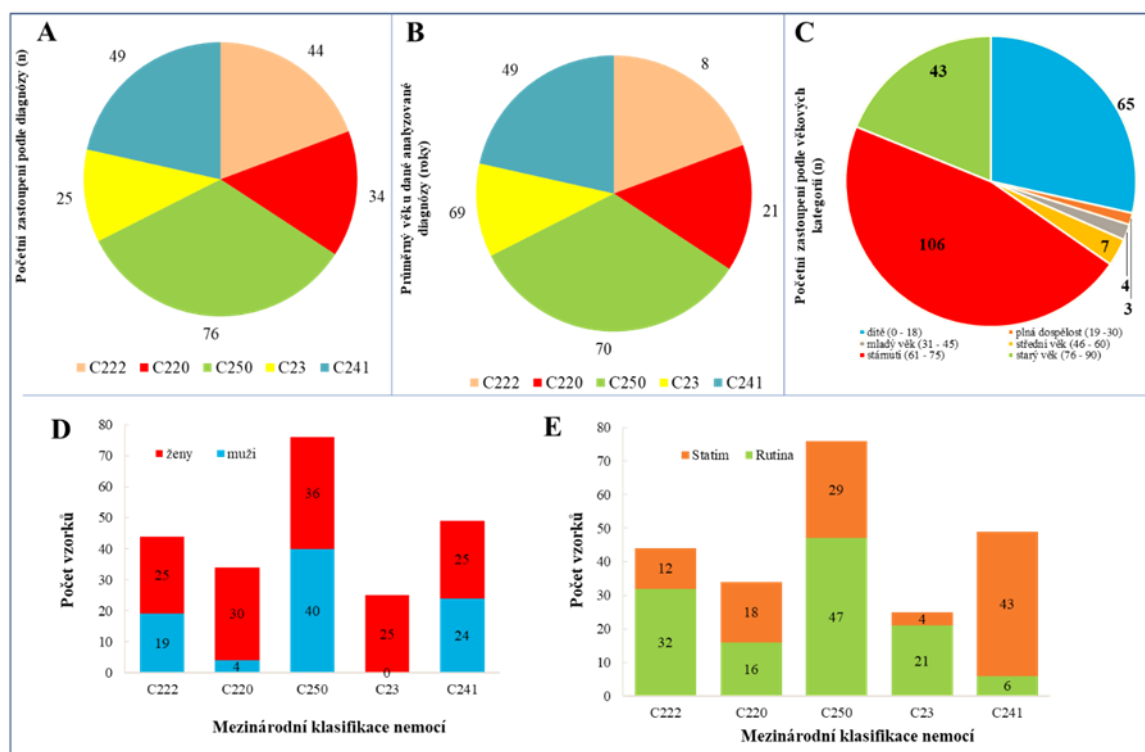 A
Početní zastoupení podle diagnózy (n)
49
44
25
34
76
C222 C220 C250 C23 C241
B
Průměrný věk u dané analyzované
diagnózy (roky)
49
8
69
21
70
C222 C220 C250 C23 C241
C
Početní zastoupení podle věkových
kategorií (n)
43
65
106
7
4
3
dítě (0 - 18) plná dospělost (19 -30)
mladý věk (31 - 45) střední věk (46 - 60)
stárnutí (61 - 75) starý věk (76 - 90)
D
Počet vzorků
80
70
60
50
40
30
20
10
0
ženy muži
25
19
30
4
36
40
25
0
25
24
C222 C220 C250 C23 C241
Mezinárodní klasifikace nemocí
E
Počet vzorků
80
70
60
50
40
30
20
10
0
Statim Rutina
12
32
18
16
29
47
4
21
43
6
C222 C220 C250 C23 C241
Mezinárodní klasifikace nemocí